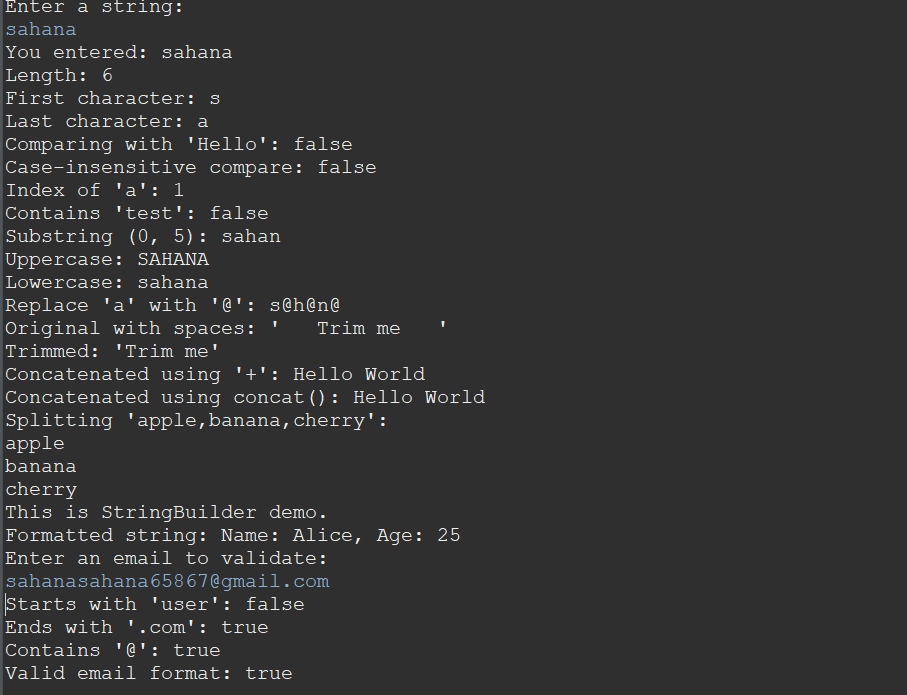 Enter a string:
sahana
You entered: sahana
Length: 6
First character: s
Last character: a
Comparing with 'Hello': false
Case-insensitive compare: false
Index of 'a': 1
Contains 'test': false
Substring (0, 5): sahan
Uppercase: SAHANA
Lowercase: sahana
Replace 'a' with '@': s@h@n@
Original with spaces: '   Trim me   '
Trimmed: 'Trim me'
Concatenated using '+': Hello World
Concatenated using concat(): Hello World
Splitting 'apple,banana,cherry':
apple
banana
cherry
This is StringBuilder demo.
Formatted string: Name: Alice, Age: 25
Enter an email to validate:
sahanasahana65867@gmail.com
Starts with 'user': false
Ends with '.com': true
Contains '@': true
Valid email format: true